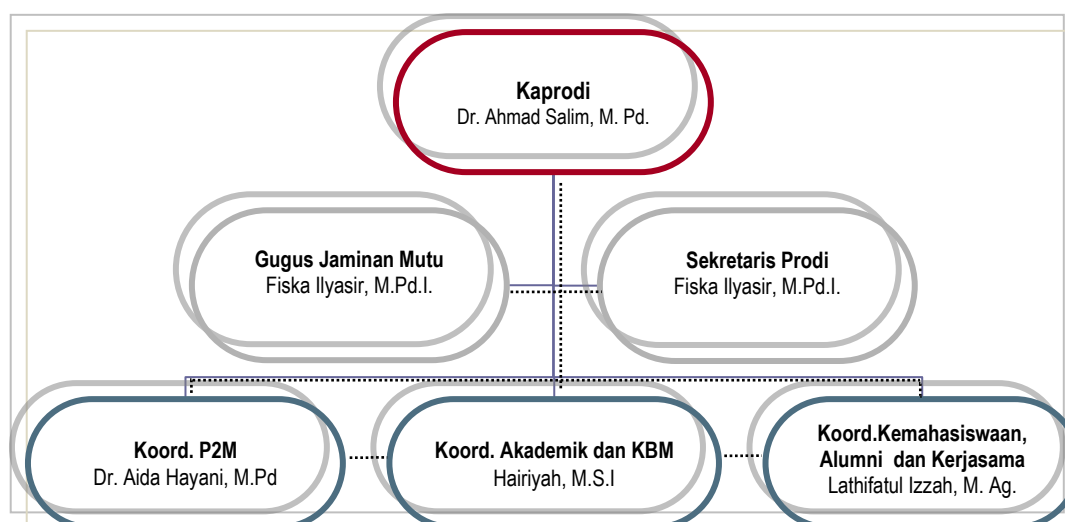 Kaprodi
Dr. Ahmad Salim, M. Pd.
Gugus Jaminan Mutu
Fiska Ilyasir, M.Pd.I.
Sekretaris Prodi
Fiska Ilyasir, M.Pd.I.
Koord. P2M
Dr. Aida Hayani, M.Pd
Koord. Akademik dan KBM
Hairiyah, M.S.I
Koord.Kemahasiswaan,
Alumni dan Kerjasama
Lathifatul Izzah, M. Ag.